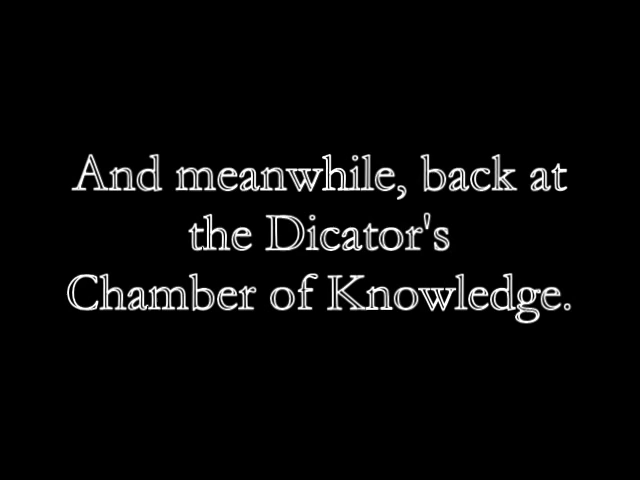 And meanwhile, back at
the Dicator's
Chamber of Knowledge.